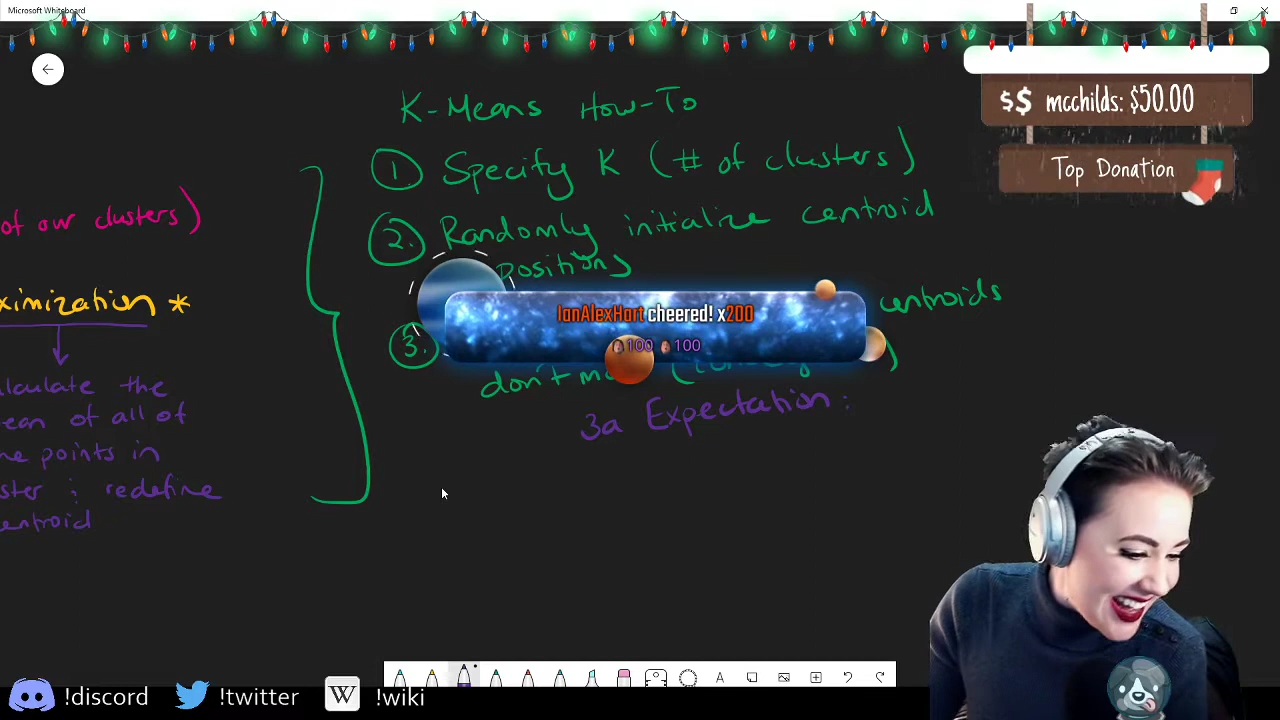 Microsoft Whiteboard
$$ mcchilds: $50.00
Top Donation
K-Means How-To
1. Specify K (# of clusters)
2. Randomly initialize centroid
positions
3. centroids
don't
3a Expectation:
IanAlexHart cheered! x200
100 100
of our clusters)
ximization *
alculate the
ean of all of
he points in
ster : redefine
entroid
!discord
!twitter
W !wiki
A